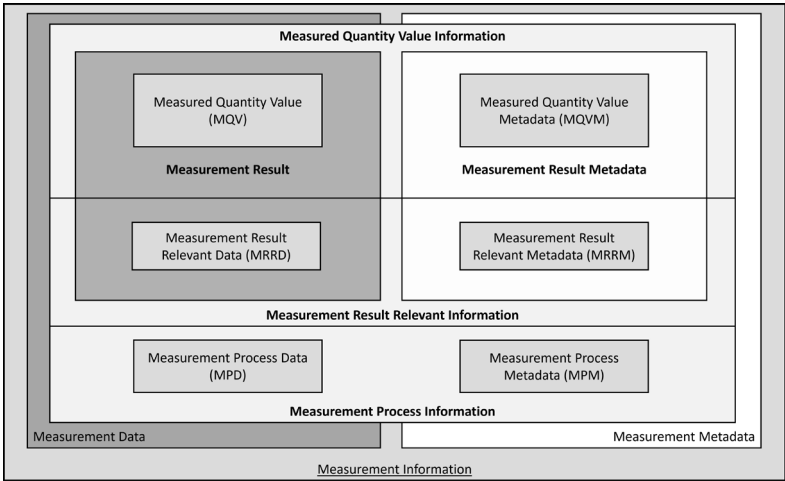 Measured Quantity Value Information
Measured Quantity Value
(MQV)
Measured Quantity Value
Metadata (MQVM)
Measurement Result
Measurement Result Metadata
Measurement Result
Relevant Data (MRRD)
Measurement Result
Relevant Metadata (MRRM)
Measurement Result Relevant Information
Measurement Process Data
(MPD)
Measurement Process
Metadata (MPM)
Measurement Process Information
Measurement Data
Measurement Metadata
Measurement Information